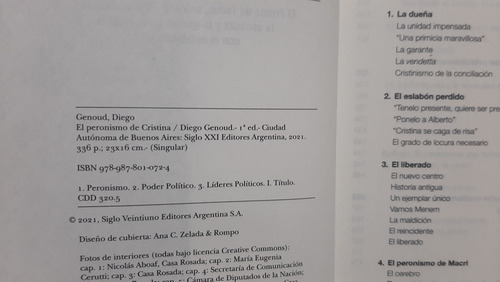 Genoud, Diego
El peronismo de Cristina / Diego Genoud.- 1ª ed.- Ciudad
Autónoma de Buenos Aires: Siglo XXI Editores Argentina, 2021.
336 p.; 23x16 cm.- (Singular)
ISBN 978-987-801-072-4
1. Peronismo. 2. Poder Político. 3. Líderes Políticos. I. Título.
CDD 320.5
© 2021, Siglo Veintiuno Editores Argentina S.A.
Diseño de cubierta: Ana C. Zelada & Rompo
Fotos de interiores (todas bajo licencia Creative Commons):
cap. 1: Nicolás Aboaf, Casa Rosada; cap. 2: María Eugenia
Cerutti; cap. 3: Casa Rosada; cap. 4: Secretaría de Comunicación
Cámara de Diputados de la Nación;
1. La dueña
La unidad impensada
"Una primicia maravillosa"
La garante
La vendetta
Cristinismo de la conciliación
2. El eslabón perdido
"Tenelo presente, quiere ser pre
"Ponelo a Alberto"
"Cristina se caga de risa"
El grado de locura necesario
3. El liberado
El nuevo centro
Historia antigua
Un ejemplar único
Vamos Menem
La maldición
El reincidente
El liberado
4. El peronismo de Macri
El cerebro